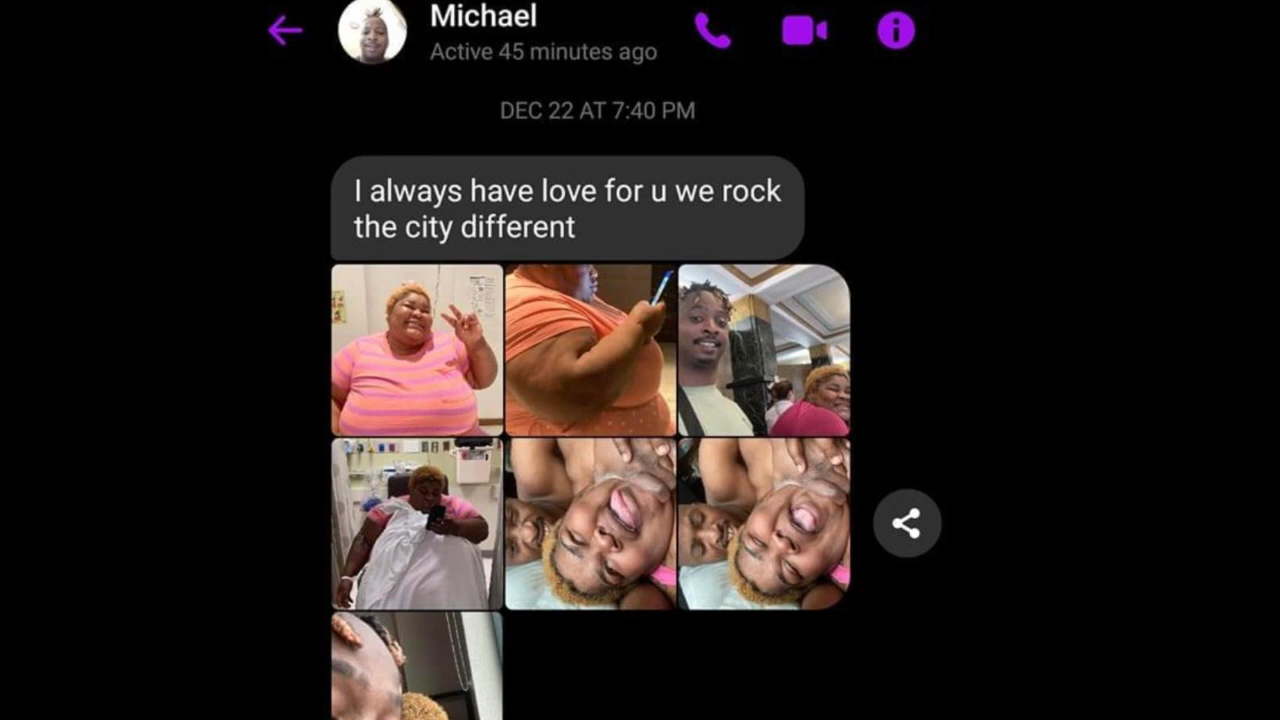 Michael
Active 45 minutes ago
DEC 22 AT 7:40 PM
I always have love for u we rock
the city different